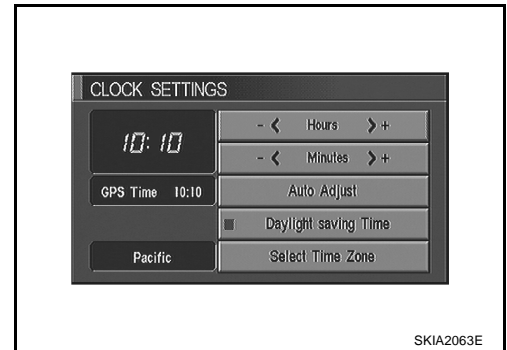 CLOCK SETTINGS
10:10
- < Hours > +
- < Minutes > +
GPS Time 10:10
Auto Adjust
Daylight saving Time
Pacific
Select Time Zone
SKIA2063E